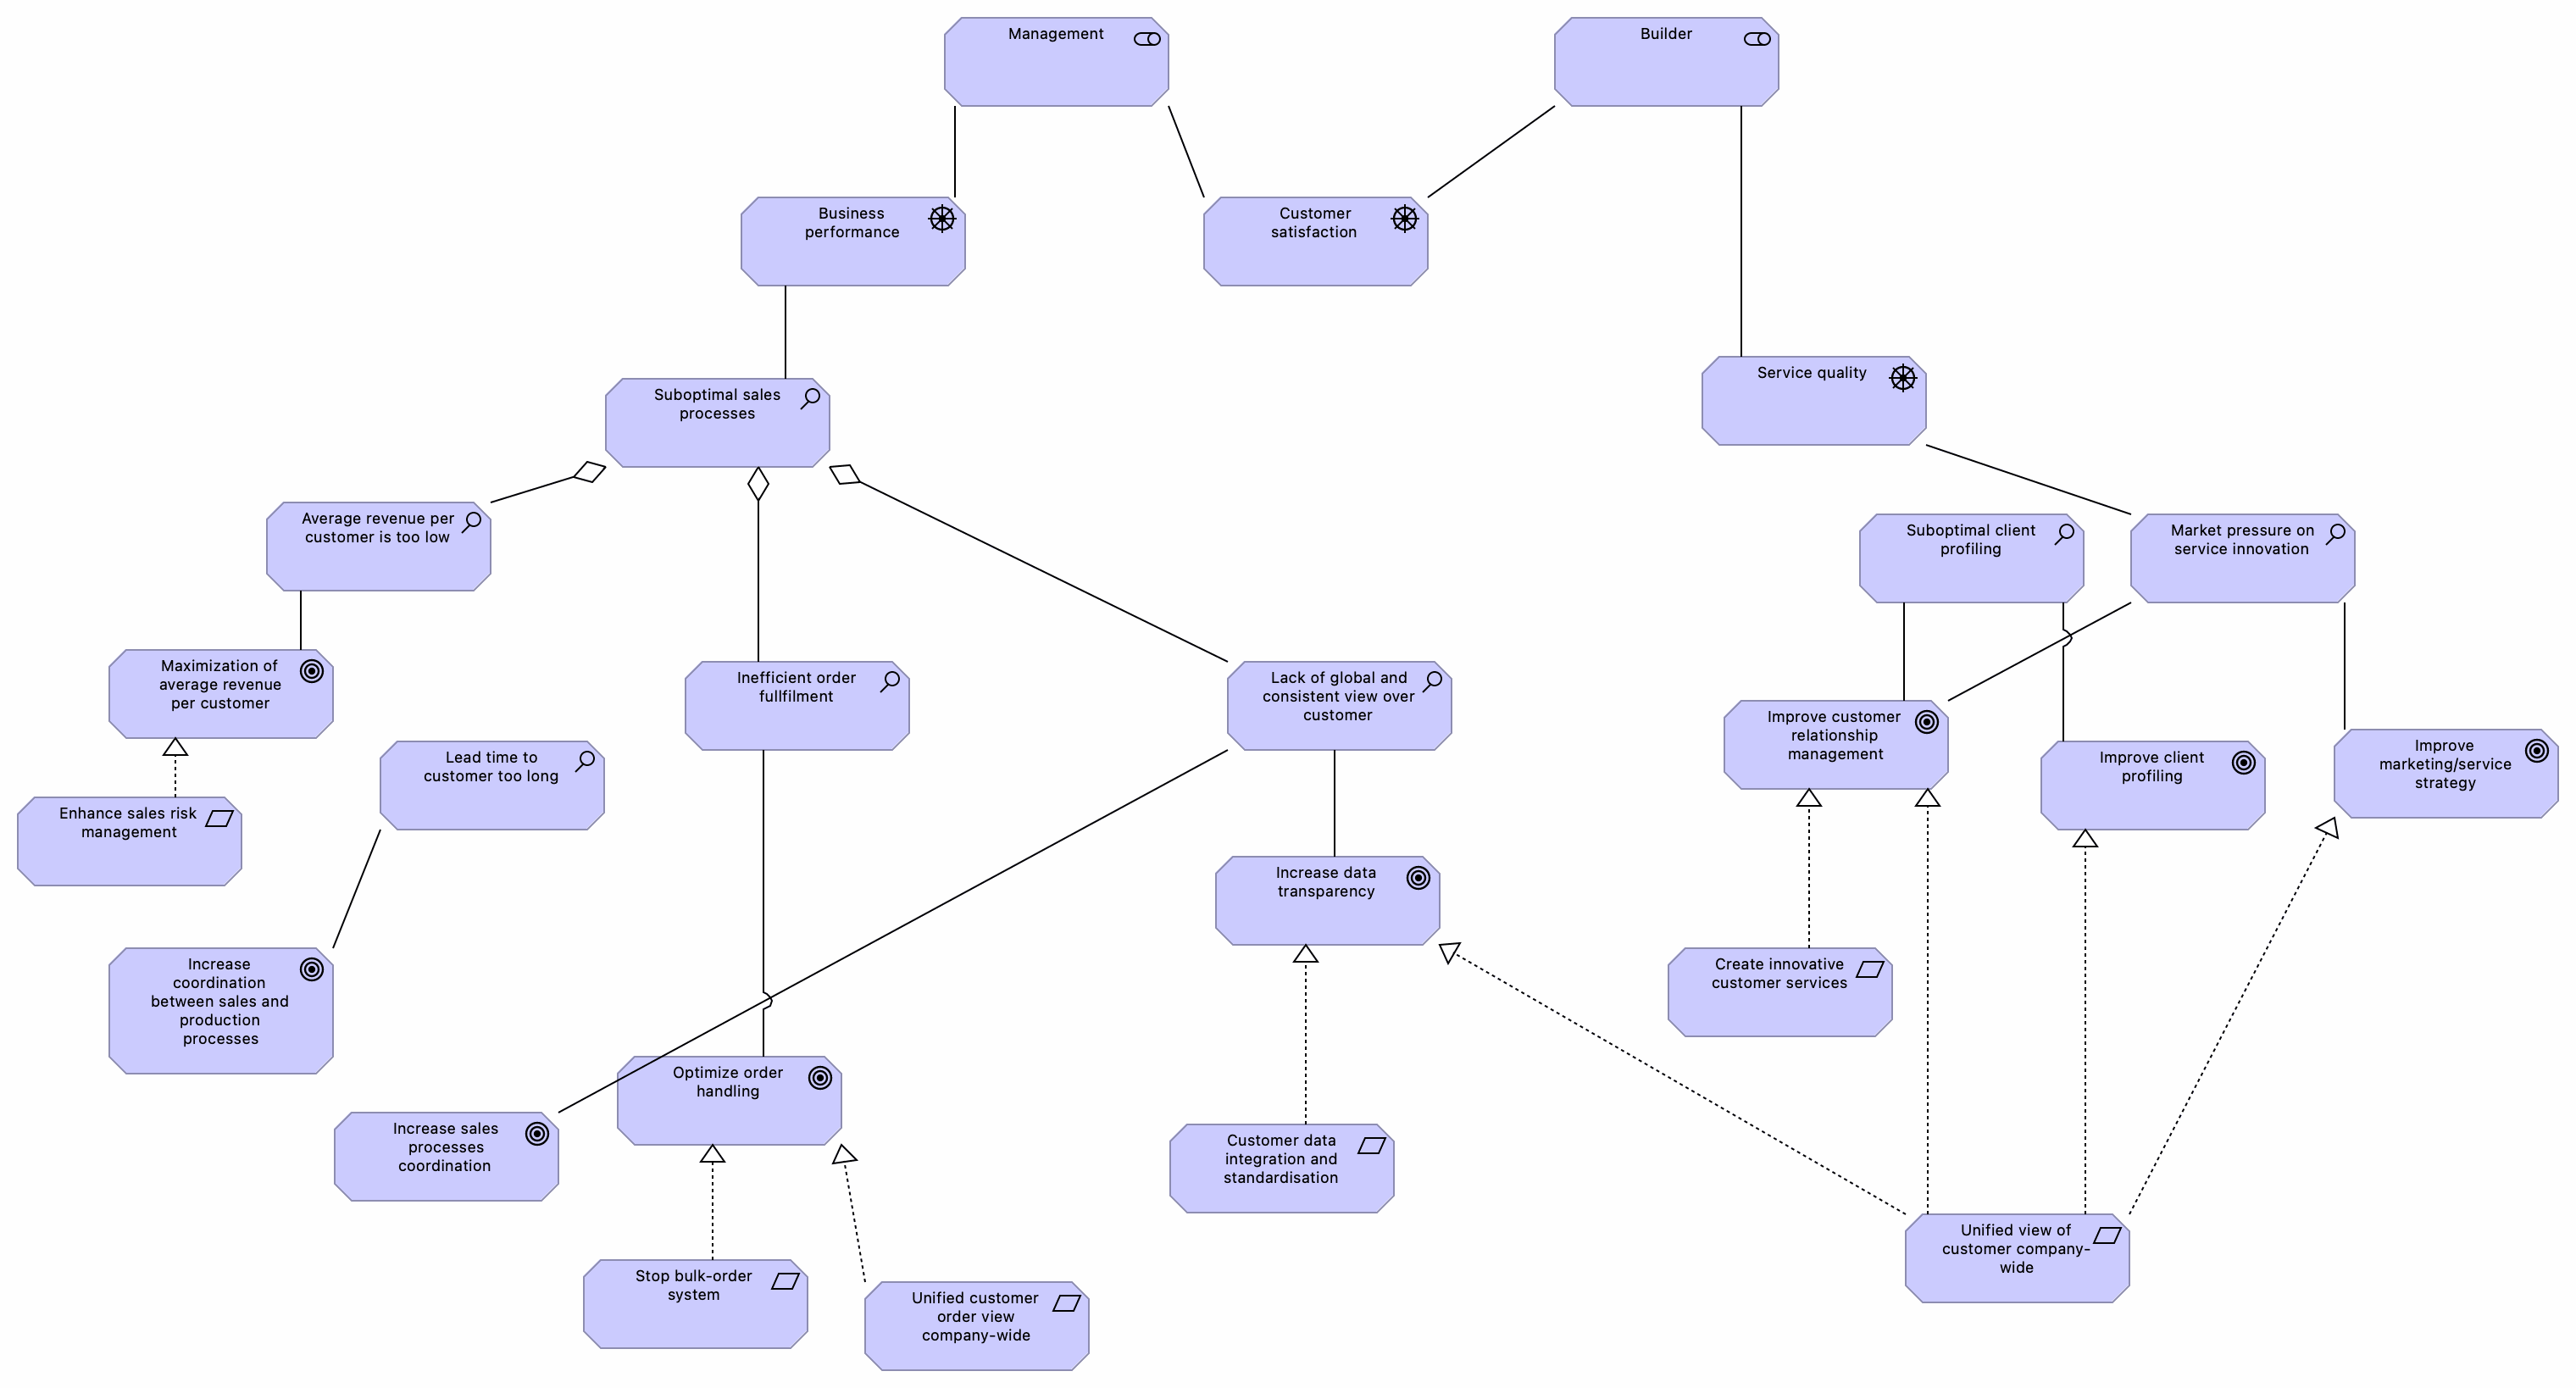 Management
Builder
Business
performance
Customer
satisfaction
Service quality
Suboptimal sales
processes
Average revenue per
customer is too low
Suboptimal client
profiling
Market pressure on
service innovation
Maximization of
average revenue
per customer
Inefficient order
fullfilment
Lack of global and
consistent view over
customer
Improve customer
relationship
management
Improve client
profiling
Improve
marketing/service
strategy
Lead time to
customer too long
Enhance sales risk
management
Increase data
transparency
Increase
coordination
between sales and
production
processes
Create innovative
customer services
Optimize order
handling
Increase sales
processes
coordination
Customer data
integration and
standardisation
Unified view of
customer company-
wide
Stop bulk-order
system
Unified customer
order view
company-wide